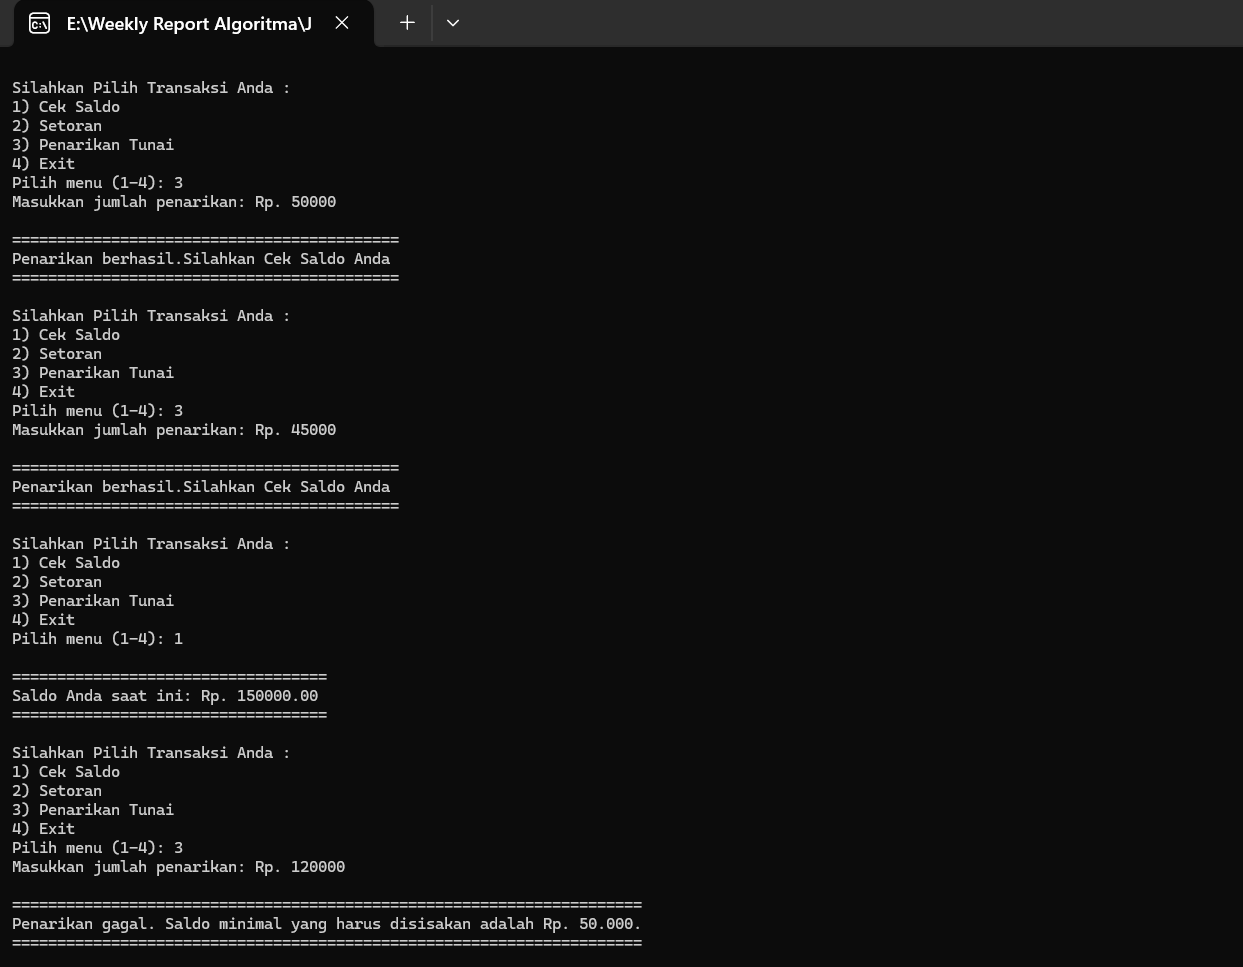 E:\Weekly Report Algoritma\J
Silahkan Pilih Transaksi Anda :
1) Cek Saldo
2) Setoran
3) Penarikan Tunai
4) Exit
Pilih menu (1-4): 3
Masukkan jumlah penarikan: Rp. 50000
===========================================
Penarikan berhasil.Silahkan Cek Saldo Anda
===========================================
Silahkan Pilih Transaksi Anda :
1) Cek Saldo
2) Setoran
3) Penarikan Tunai
4) Exit
Pilih menu (1-4): 3
Masukkan jumlah penarikan: Rp. 45000
===========================================
Penarikan berhasil.Silahkan Cek Saldo Anda
===========================================
Silahkan Pilih Transaksi Anda :
1) Cek Saldo
2) Setoran
3) Penarikan Tunai
4) Exit
Pilih menu (1-4): 1
===================================
Saldo Anda saat ini: Rp. 150000.00
===================================
Silahkan Pilih Transaksi Anda :
1) Cek Saldo
2) Setoran
3) Penarikan Tunai
4) Exit
Pilih menu (1-4): 3
Masukkan jumlah penarikan: Rp. 120000
======================================================================
Penarikan gagal. Saldo minimal yang harus disisakan adalah Rp. 50.000.
======================================================================